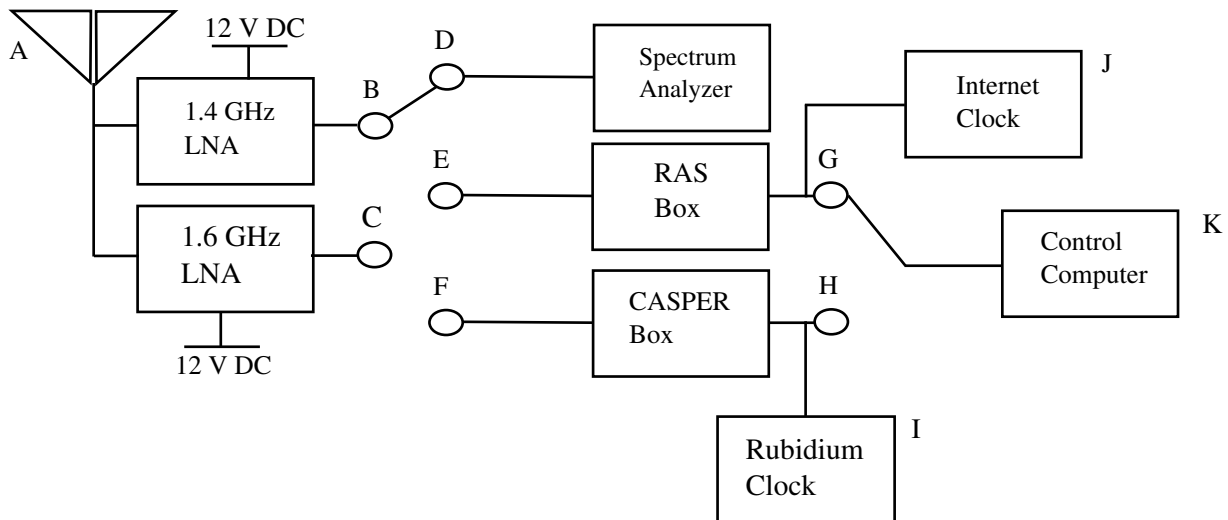 A
12 V DC
1.4 GHz
LNA
B
D
Spectrum
Analyzer
J
Internet
Clock
E
RAS
Box
G
C
1.6 GHz
LNA
12 V DC
K
Control
Computer
F
CASPER
Box
H
I
Rubidium
Clock